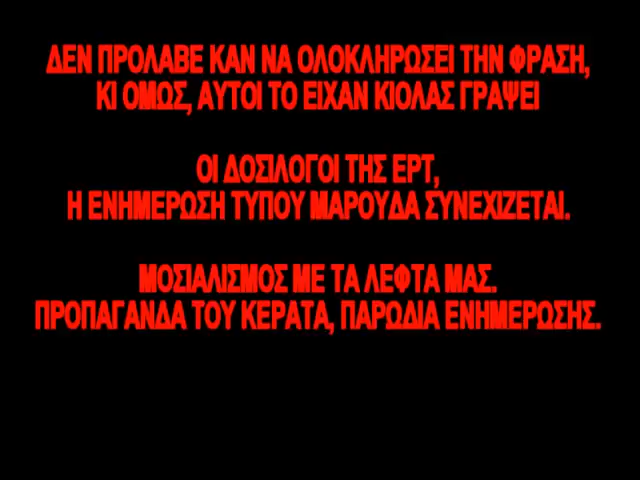 ΔΕΝ ΠΡΟΛΑΒΕ ΚΑΝ ΝΑ ΟΛΟΚΛΗΡΩΣΕΙ ΤΗΝ ΦΡΑΣΗ,
ΚΙ ΟΜΩΣ, ΑΥΤΟΙ ΤΟ ΕΙΧΑΝ ΚΙΟΛΑΣ ΓΡΑΨΕΙ
ΟΙ ΔΟΣΙΛΟΓΟΙ ΤΗΣ ΕΡΤ,
Η ΕΝΗΜΕΡΩΣΗ ΤΥΠΟΥ ΜΑΡΟΥΔΑ ΣΥΝΕΧΙΖΕΤΑΙ.
ΜΟΣΙΑΛΙΣΜΟΣ ΜΕ ΤΑ ΛΕΦΤΑ ΜΑΣ.
ΠΡΟΠΑΓΑΝΔΑ ΤΟΥ ΚΕΡΑΤΑ, ΠΑΡΩΔΙΑ ΕΝΗΜΕΡΩΣΗΣ.